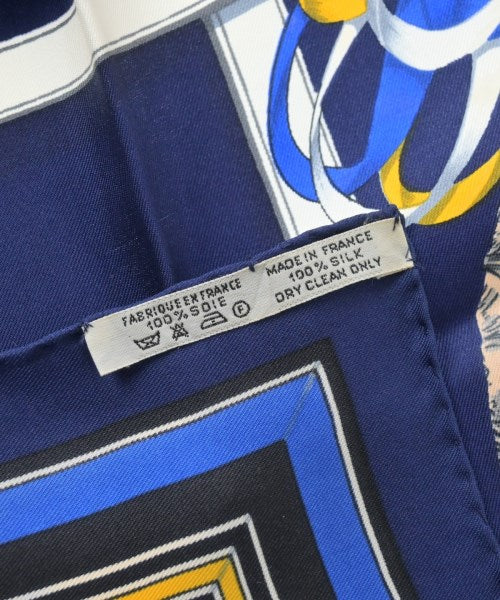 FABRIQUE EN FRANCE
100% SOIE
F
MADE IN FRANCE
100% SILK
DRY CLEAN ONLY